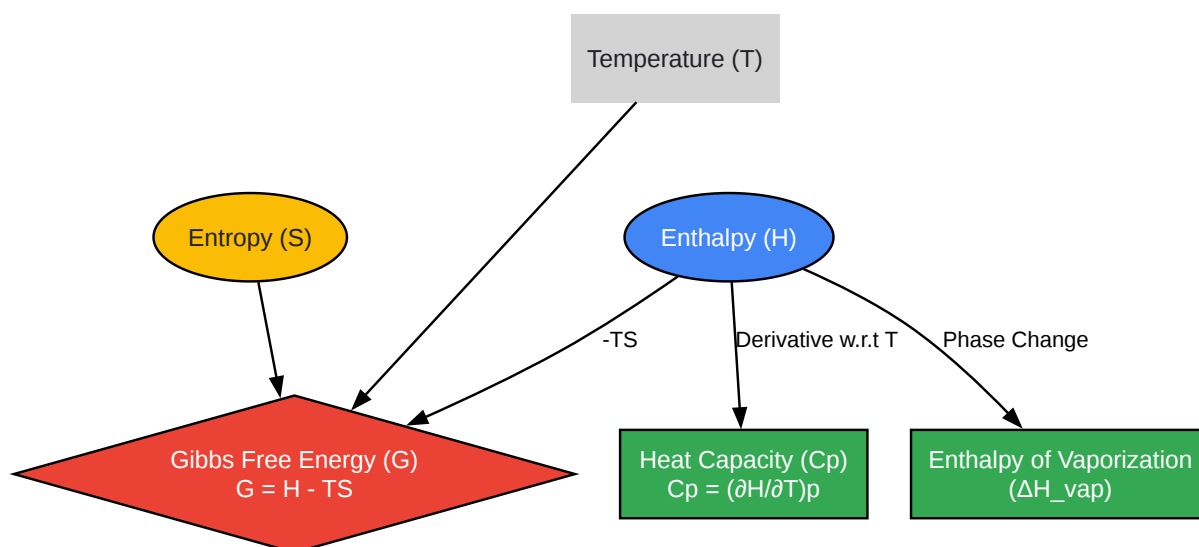 Temperature (T)
Entropy (S)
Enthalpy (H)
-TS
Derivative w.r.t T
Phase Change
Gibbs Free Energy (G)
G = H - TS
Heat Capacity (Cp)
Cp = (∂H/∂T)p
Enthalpy of Vaporization
(ΔH_vap)